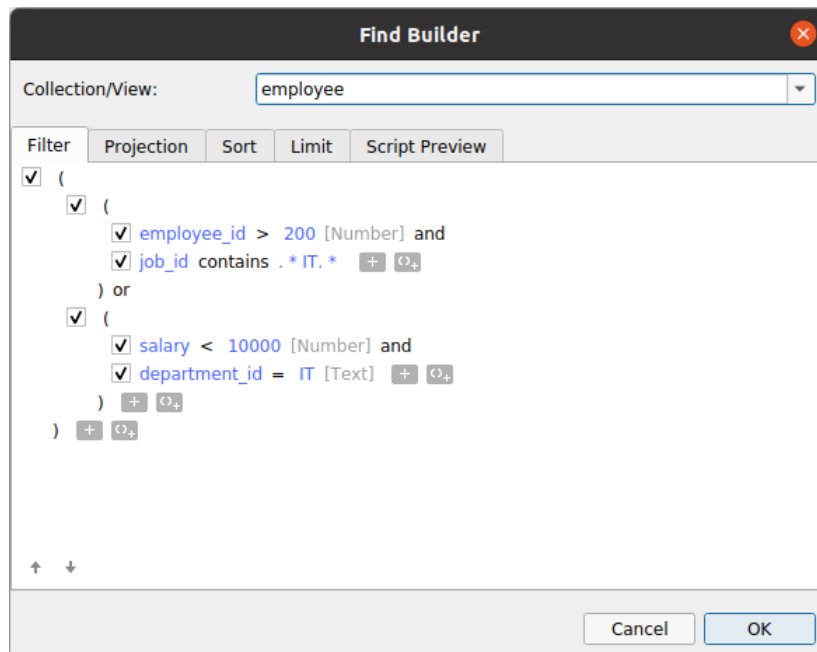 Find Builder
Collection/View: employee
Filter Projection Sort Limit Script Preview
(
(
employee_id > 200 [Number] and
job_id contains . * IT. *
) or
(
salary < 10000 [Number] and
department_id = IT [Text]
)
)
Cancel OK